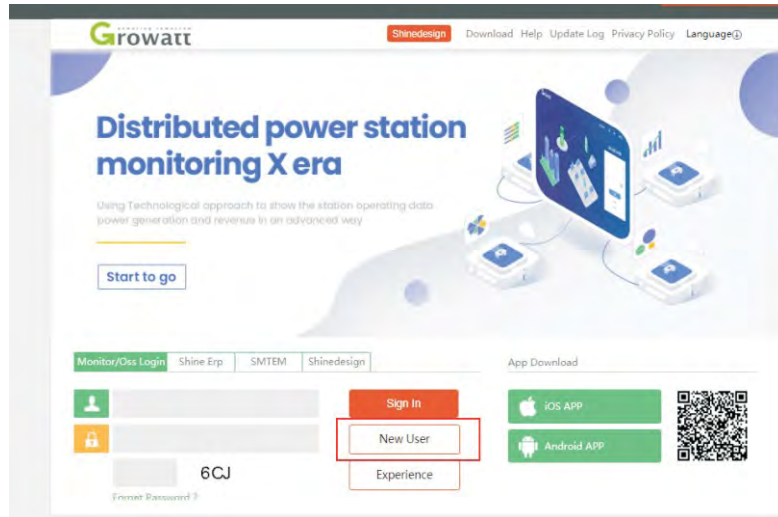 Growatt
Shinedesign Download Help Update Log Privacy Policy Language
Distributed power station
monitoring X era
Using Technological approach to show the station operating data
power generation and revenue in an advanced way
Start to go
Monitor/Oss Login Shine Erp SMTEM Shinedesign
App Download
Sign In
iOS APP
New User
Android APP
6CJ
Experience
Forgot Password ?